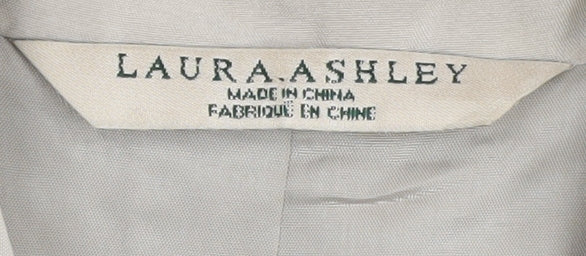 LAURA.ASHLEY
MADE IN CHINA
FABRIQUÉ EN CHINE